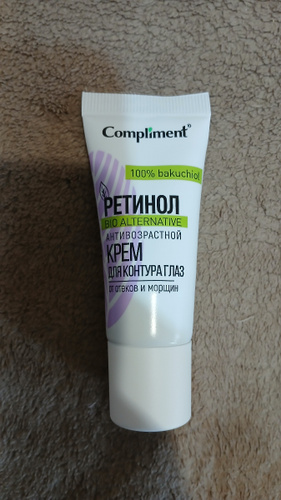 Compliment
100% bakuchiol
РЕТИНОЛ
BIO ALTERNATIVE
АНТИВОЗРАСТНОЙ
КРЕМ
ДЛЯ КОНТУРА ГЛАЗ
от отеков и морщин